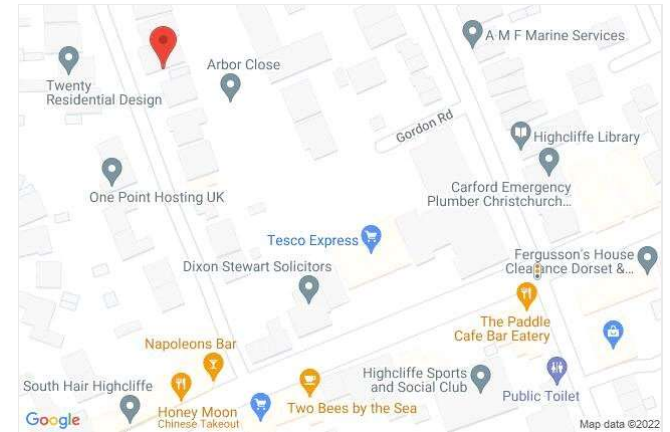 A M F Marine Services
Arbor Close
Twenty
Residential Design
Gordon Rd
Highcliffe Library
Carford Emergency
Plumber Christchurch...
One Point Hosting UK
Tesco Express
Dixon Stewart Solicitors
Fergusson's House
Clearance Dorset &...
The Paddle
Cafe Bar Eatery
Napoleons Bar
Highcliffe Sports
and Social Club
Public Toilet
South Hair Highcliffe
Honey Moon
Chinese Takeout
Two Bees by the Sea
Google
Map data ©2022